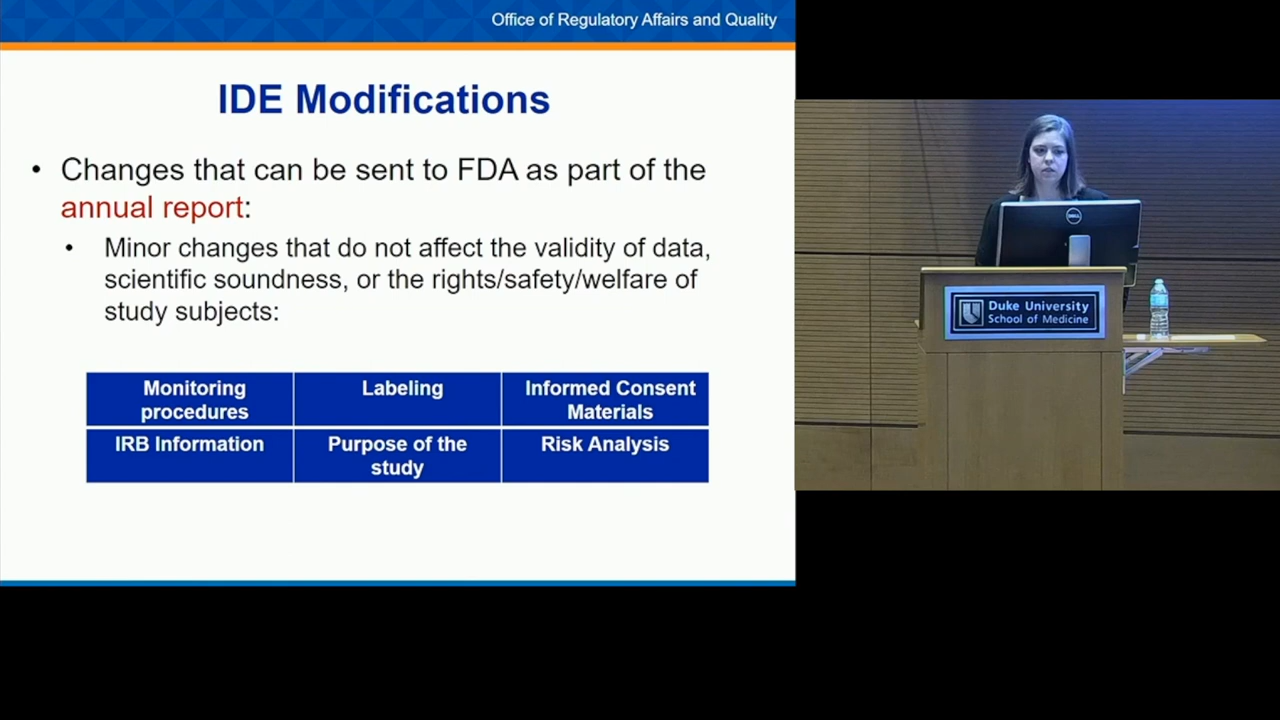 Office of Regulatory Affairs and Quality
IDE Modifications
• Changes that can be sent to FDA as part of the
annual report:
• Minor changes that do not affect the validity of data,
scientific soundness, or the rights/safety/welfare of
study subjects:
Monitoring
procedures
Labeling
Informed Consent
Materials
IRB Information
Purpose of the
study
Risk Analysis
DELL
Duke University
School of Medicine